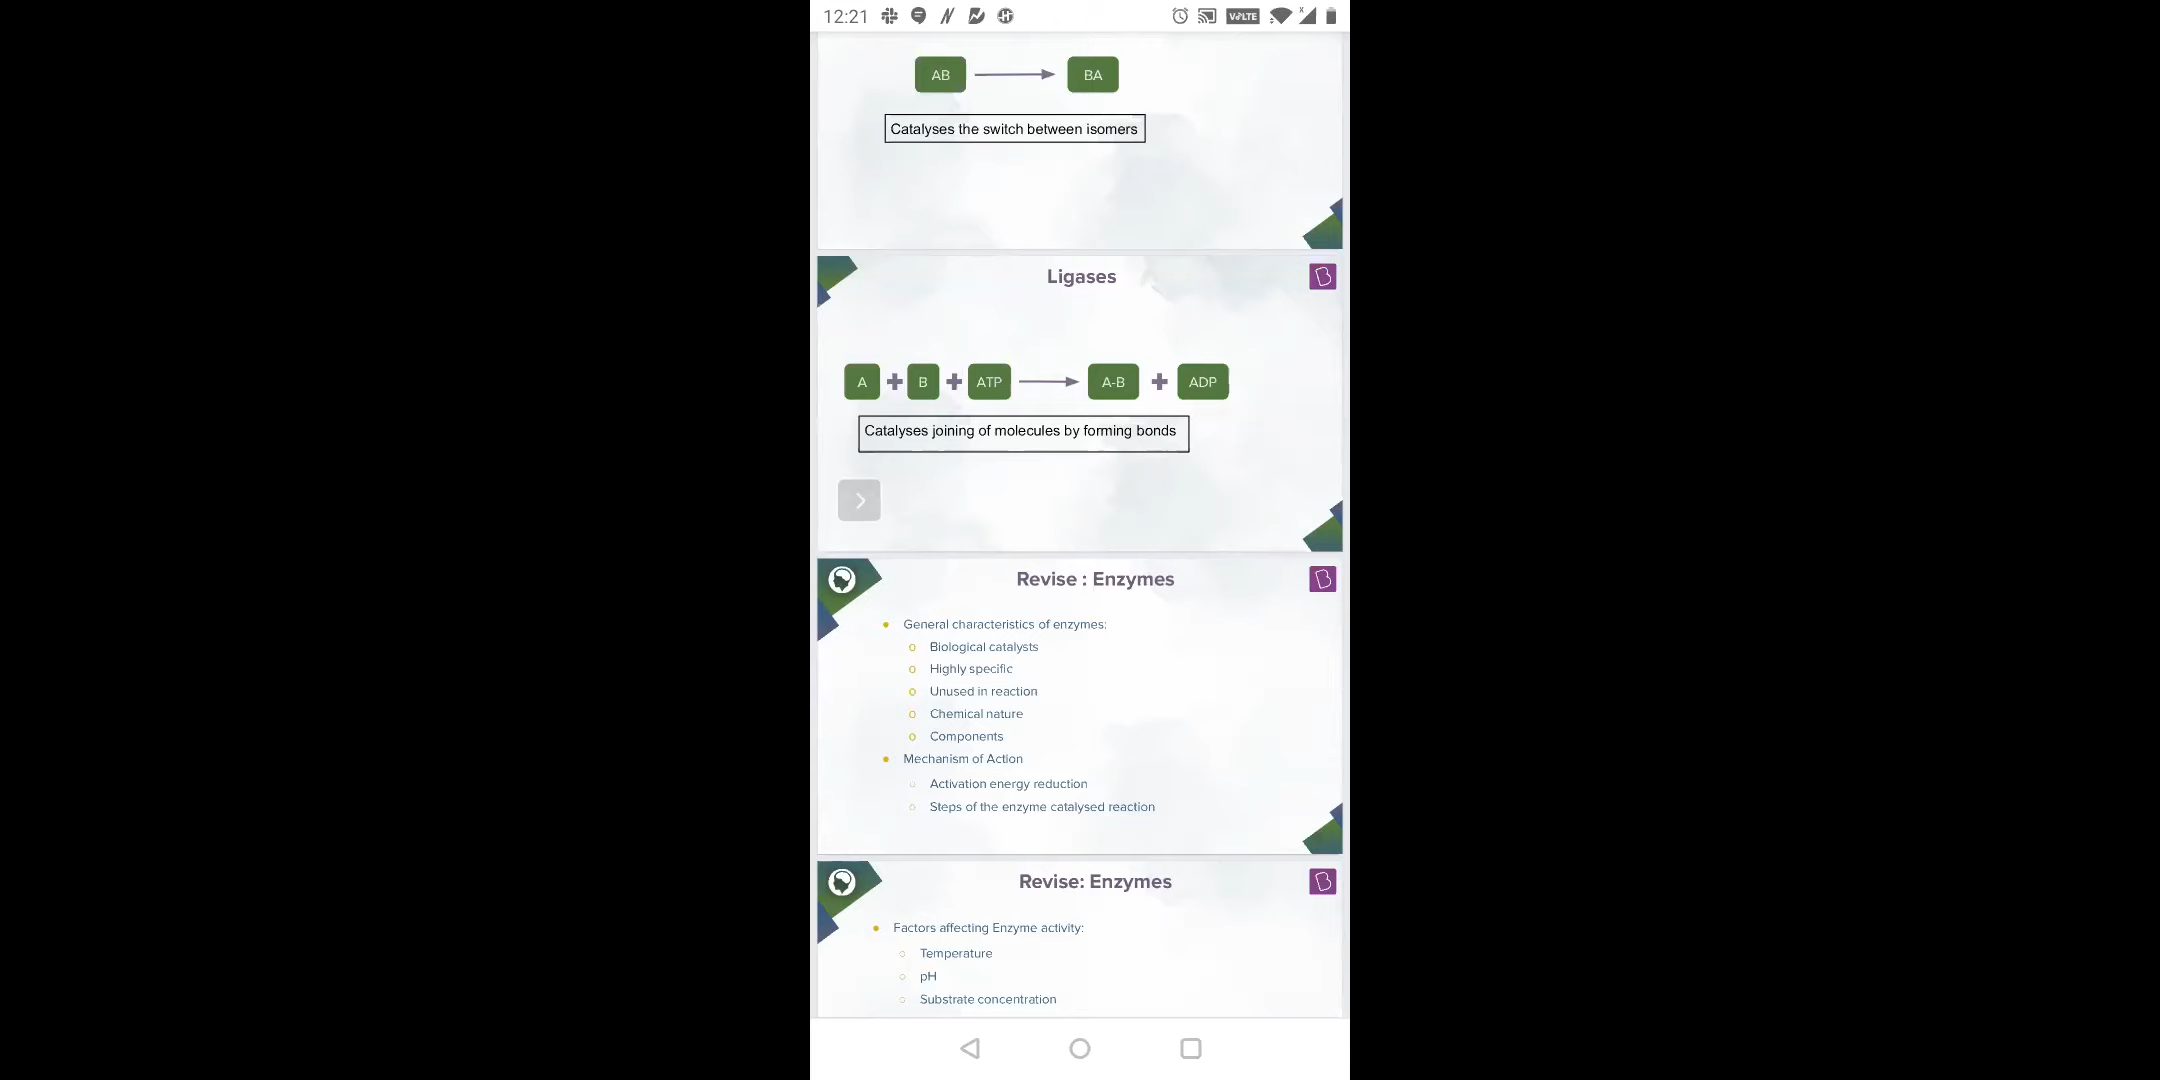 12:21
VoLTE
AB
BA
Catalyses the switch between isomers
Ligases
A + B + ATP A-B + ADP
Catalyses joining of molecules by forming bonds
Revise : Enzymes
General characteristics of enzymes:
Biological catalysts
Highly specific
Unused in reaction
Chemical nature
Components
Mechanism of Action
Activation energy reduction
Steps of the enzyme catalysed reaction
Revise: Enzymes
Factors affecting Enzyme activity:
Temperature
pH
Substrate concentration